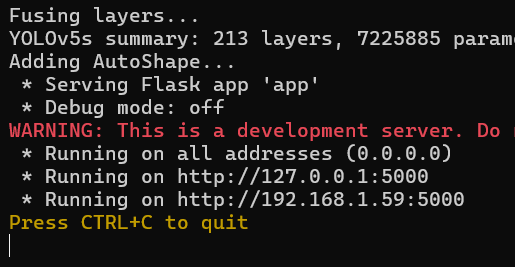 Fusing layers...
YOLOv5s summary: 213 layers, 7225885
Adding AutoShape...
 * Serving Flask app 'app'
 * Debug mode: off
WARNING: This is a development server. Do
 * Running on all addresses (0.0.0.0)
 * Running on http://127.0.0.1:5000
 * Running on http://192.168.1.59:5000
Press CTRL+C to quit